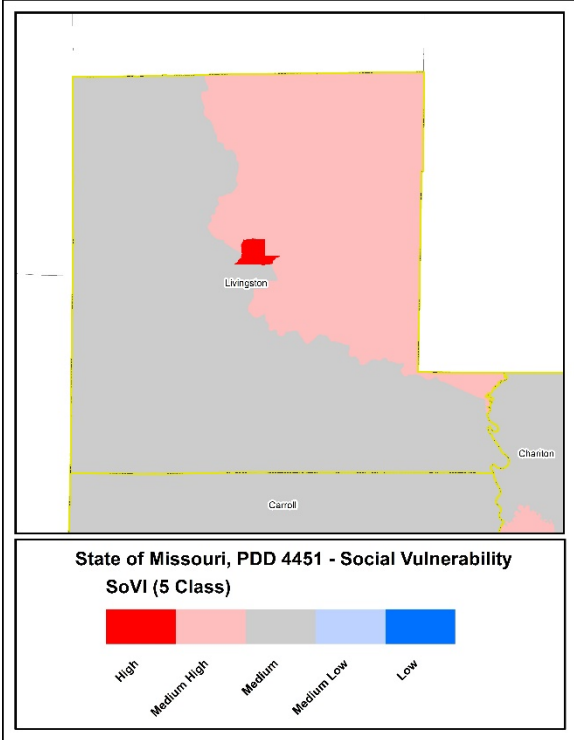 Livingston
Chariton
Carroll
State of Missouri, PDD 4451 - Social Vulnerability
SoVI (5 Class)
High
Medium High
Medium
Medium Low
Low